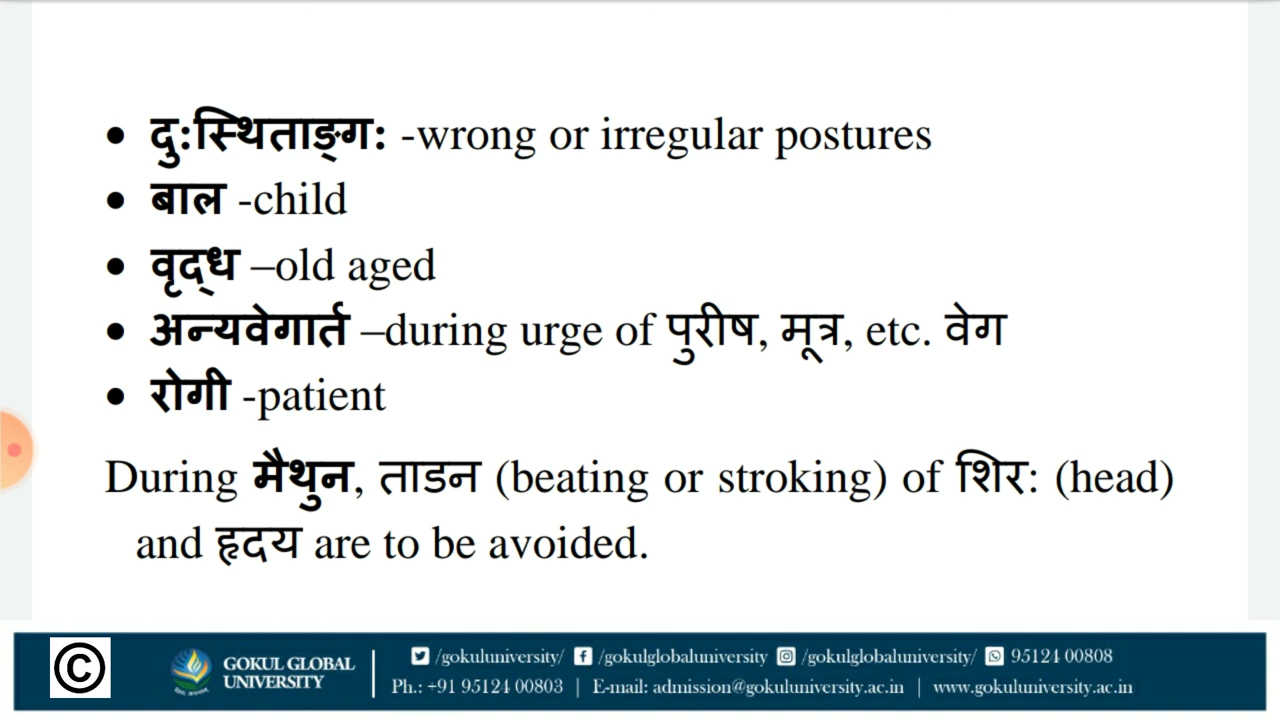 • दुःस्थिताङ्गः -wrong or irregular postures
• बाल -child
• वृद्ध –old aged
• अन्यवेगार्त –during urge of पुरीष, मूत्र, etc. वेग
• रोगी -patient
During मैथुन, ताडन (beating or stroking) of शिर: (head)
and हृदय are to be avoided.
©
GOKUL GLOBAL
UNIVERSITY
/gokuluniversity/ /gokulglobaluniversity /gokulglobaluniversity/ 95124 00808
Ph.: +91 95124 00803 | E-mail: admission@gokuluniversity.ac.in | www.gokuluniversity.ac.in